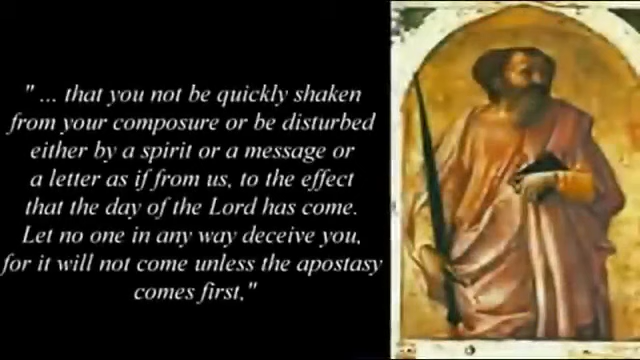 " ... that you not be quickly shaken
from your composure or be disturbed
either by a spirit or a message or
a letter as if from us, to the effect
that the day of the Lord has come.
Let no one in any way deceive you,
for it will not come unless the apostasy
comes first,"